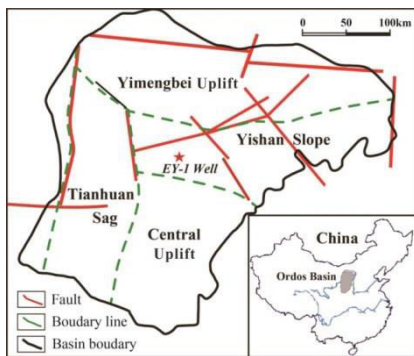 0 50 100km
Yimengbei Uplift
Yishan Slope
EY-1 Well
Tianhuan
Sag
Central
Uplift
China
Ordos Basin
Fault
Boudary line
Basin boudary